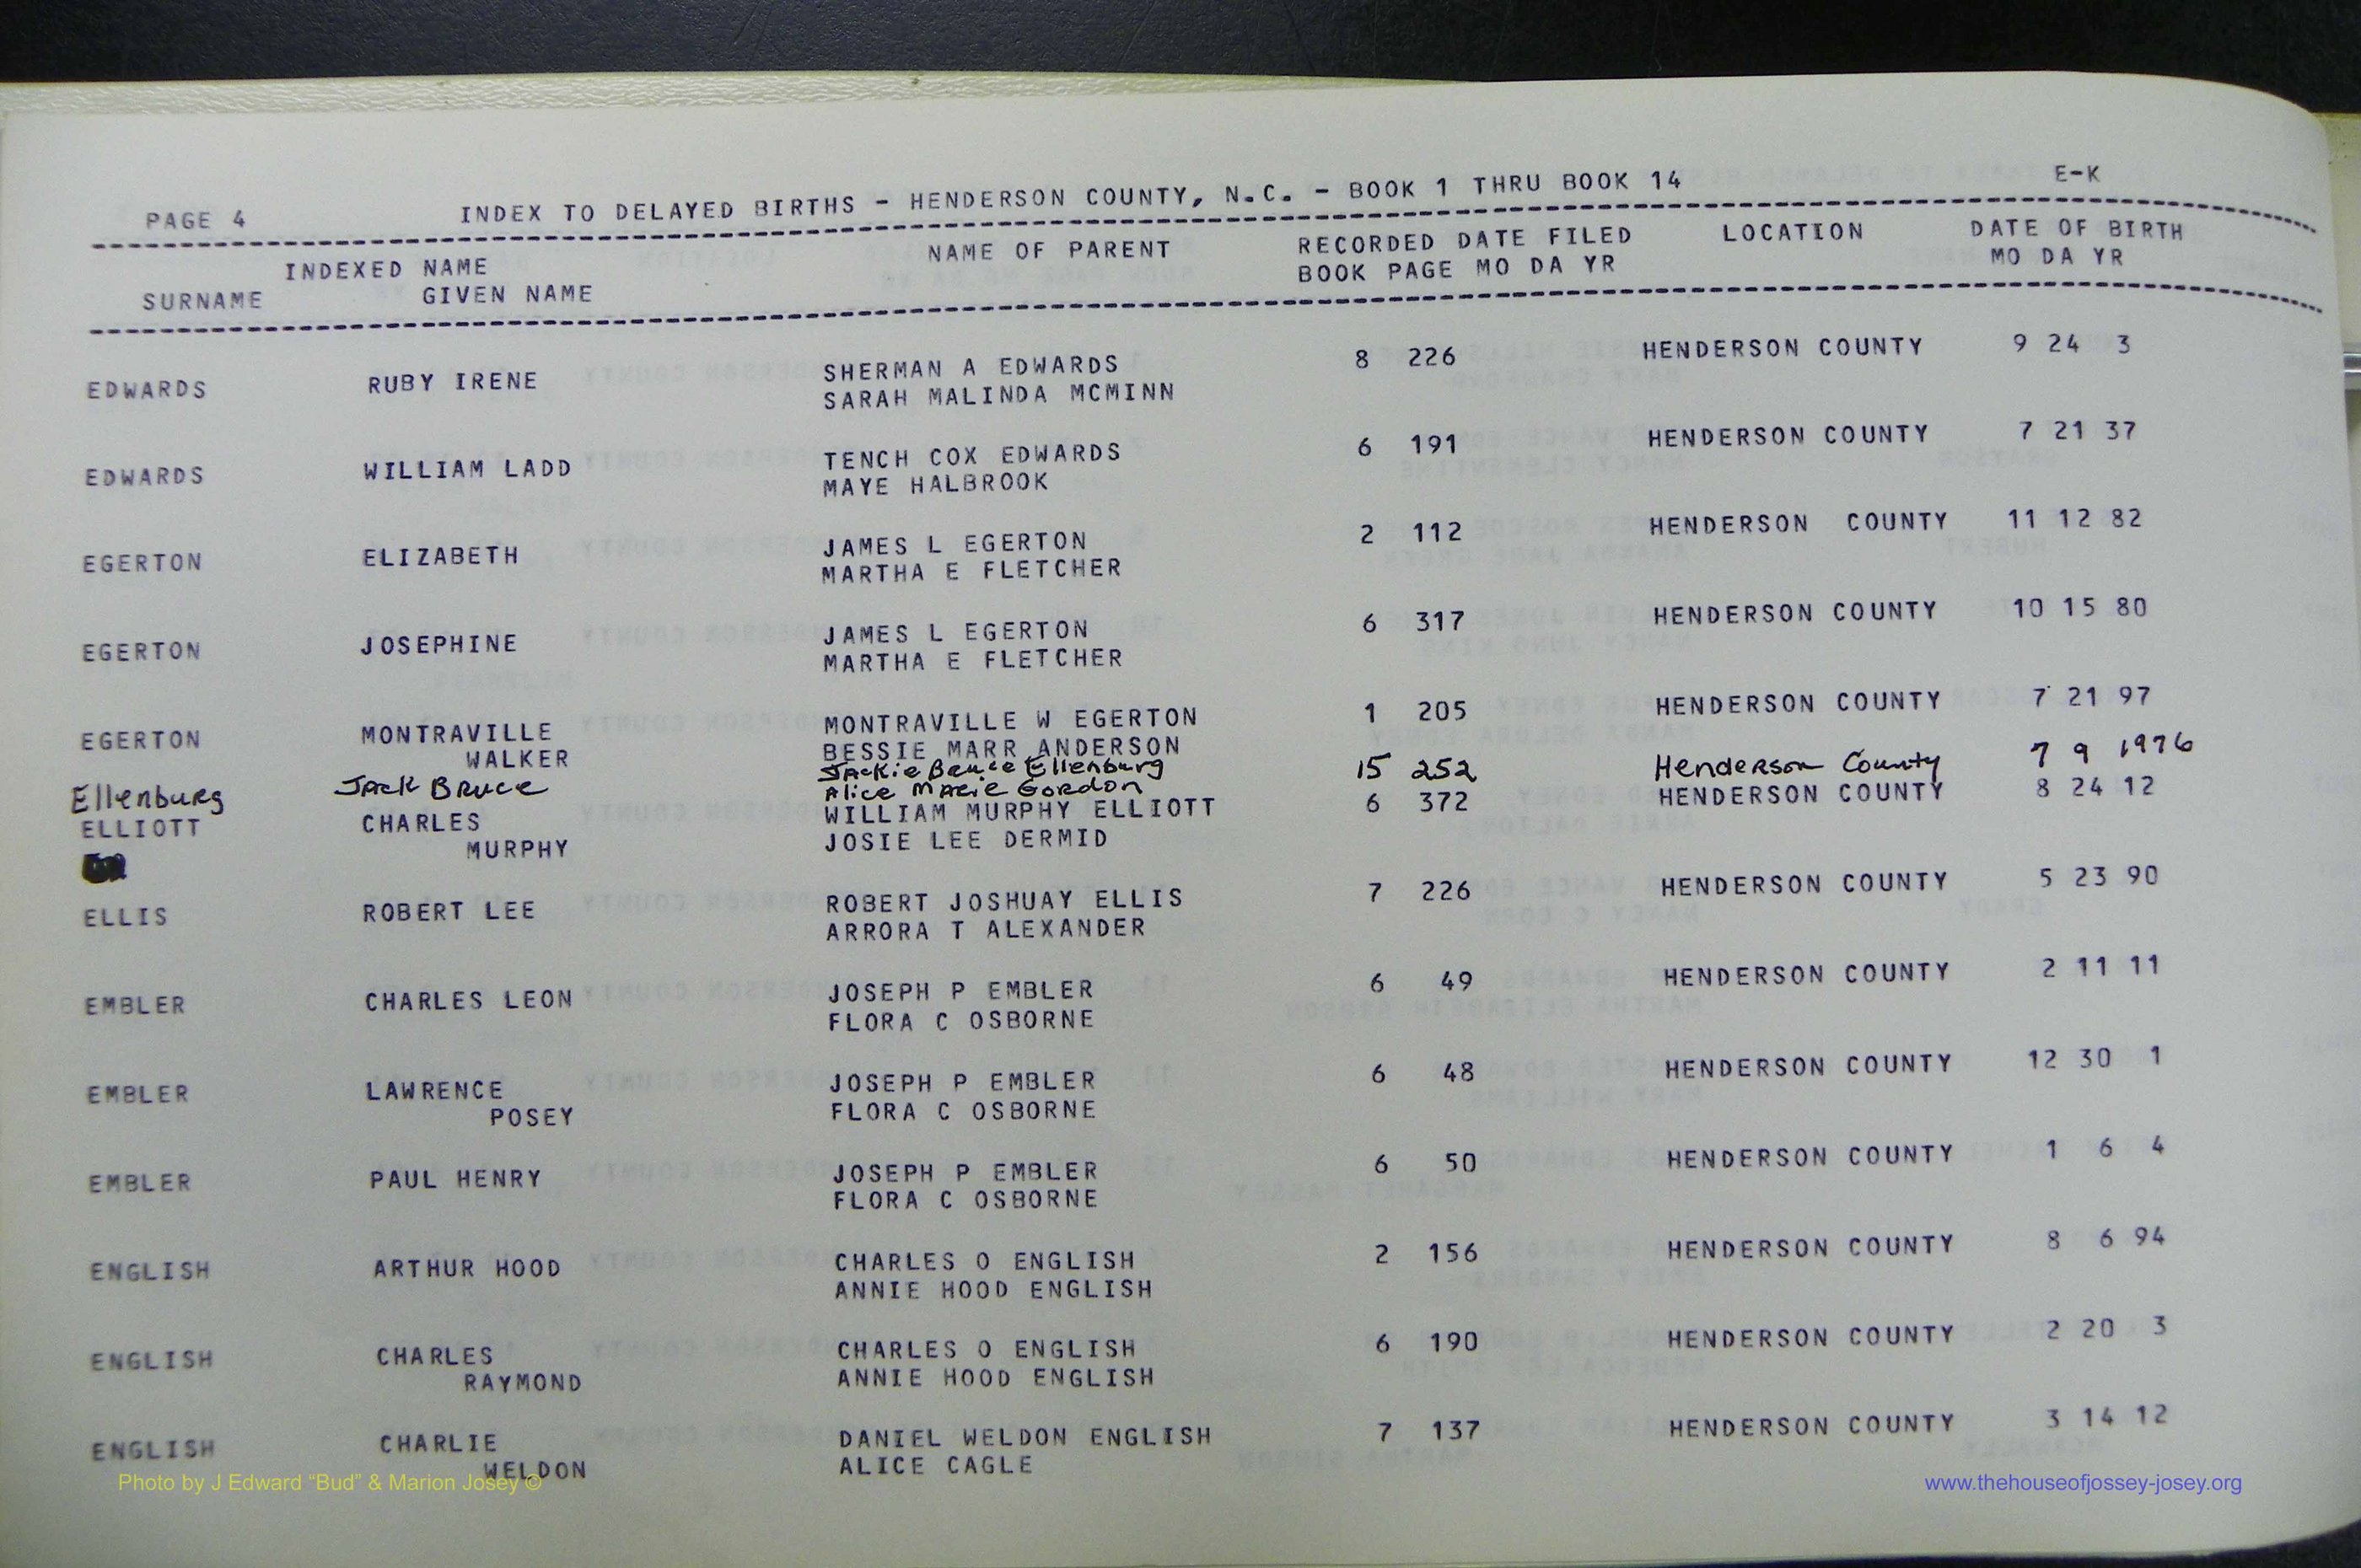 PAGE 4 INDEX TO DELAYED BIRTHS - HENDERSON COUNTY, N.C. - BOOK 1 THRU BOOK 14 E-K
INDEXED NAME NAME OF PARENT RECORDED DATE FILED LOCATION DATE OF BIRTH
SURNAME GIVEN NAME BOOK PAGE MO DA YR MO DA YR
EDWARDS RUBY IRENE SHERMAN A EDWARDS 8 226 HENDERSON COUNTY 9 24 3
SARAH MALINDA MCMINN
EDWARDS WILLIAM LADD TENCH COX EDWARDS 6 191 HENDERSON COUNTY 7 21 37
MAYE HALBROOK
EGERTON ELIZABETH JAMES L EGERTON 2 112 HENDERSON COUNTY 11 12 82
MARTHA E FLETCHER
EGERTON JOSEPHINE JAMES L EGERTON 6 317 HENDERSON COUNTY 10 15 80
MARTHA E FLETCHER
EGERTON MONTRAVILLE MONTRAVILLE W EGERTON 1 205 HENDERSON COUNTY 7 21 97
WALKER BESSIE MARR ANDERSON
Ellenburg Jack Bruce Jackie Bruce Ellenburg 15 252 Henderson County 7 9 1976
Alice Marie Gordon
ELLIOTT CHARLES WILLIAM MURPHY ELLIOTT 6 372 HENDERSON COUNTY 8 24 12
MURPHY JOSIE LEE DERMID
ELLIS ROBERT LEE ROBERT JOSHUAY ELLIS 7 226 HENDERSON COUNTY 5 23 90
ARRORA T ALEXANDER
EMBLER CHARLES LEON JOSEPH P EMBLER 6 49 HENDERSON COUNTY 2 11 11
FLORA C OSBORNE
EMBLER LAWRENCE JOSEPH P EMBLER 6 48 HENDERSON COUNTY 12 30 1
POSEY FLORA C OSBORNE
EMBLER PAUL HENRY JOSEPH P EMBLER 6 50 HENDERSON COUNTY 1 6 4
FLORA C OSBORNE
ENGLISH ARTHUR HOOD CHARLES O ENGLISH 2 156 HENDERSON COUNTY 8 6 94
ANNIE HOOD ENGLISH
ENGLISH CHARLES CHARLES O ENGLISH 6 190 HENDERSON COUNTY 2 20 3
RAYMOND ANNIE HOOD ENGLISH
ENGLISH CHARLIE DANIEL WELDON ENGLISH 7 137 HENDERSON COUNTY 3 14 12
WELDON ALICE CAGLE
Photo by J Edward “Bud” & Marion Josey © www.thehouseofjossey-josey.org